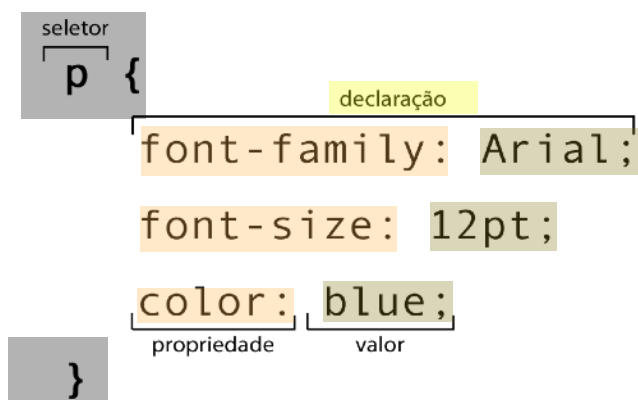 seletor
p {
declaração
font-family: Arial;
font-size: 12pt;
color: blue;
propriedade valor
}